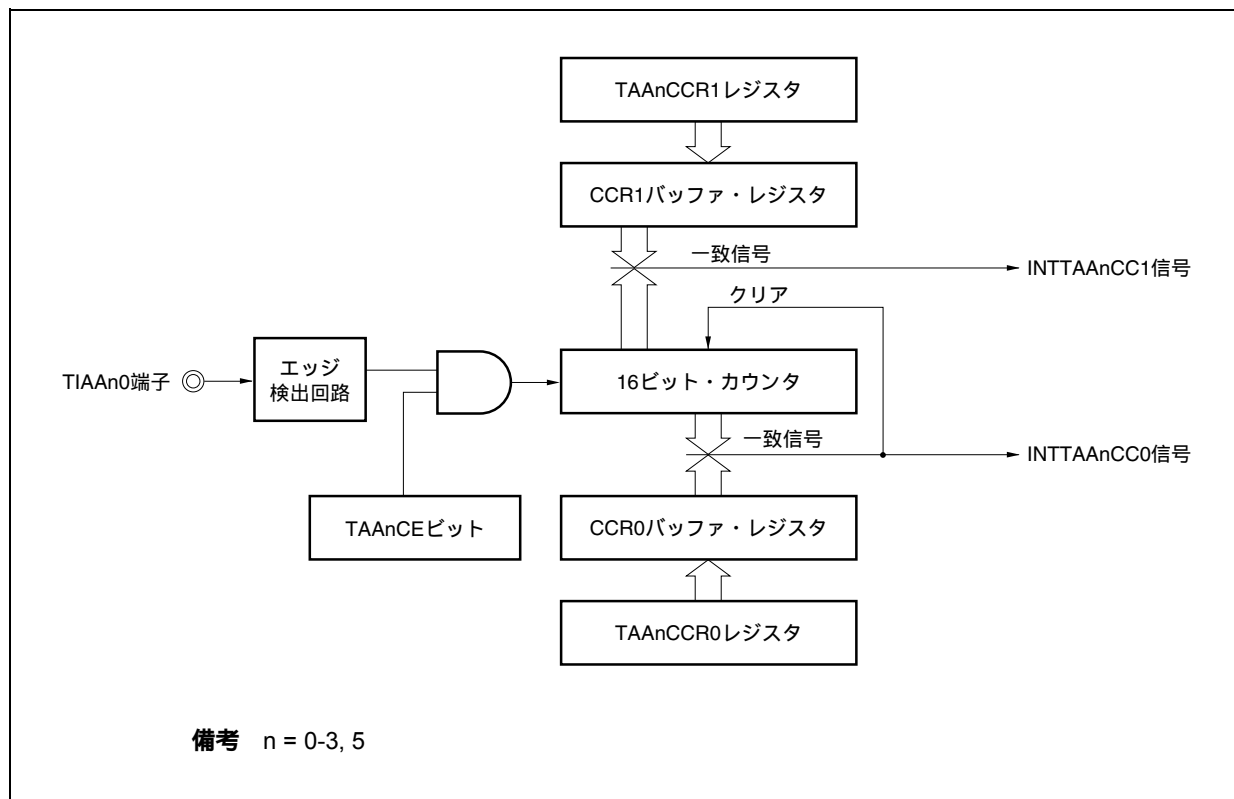 TAAnCCR1レジスタ
CCR1バッファ・レジスタ
一致信号
INTTAAnCC1信号
クリア
TIAAn0端子
エッジ
検出回路
16ビット・カウンタ
一致信号
INTTAAnCC0信号
TAAnCEビット
CCR0バッファ・レジスタ
TAAnCCR0レジスタ
備考 n = 0-3, 5